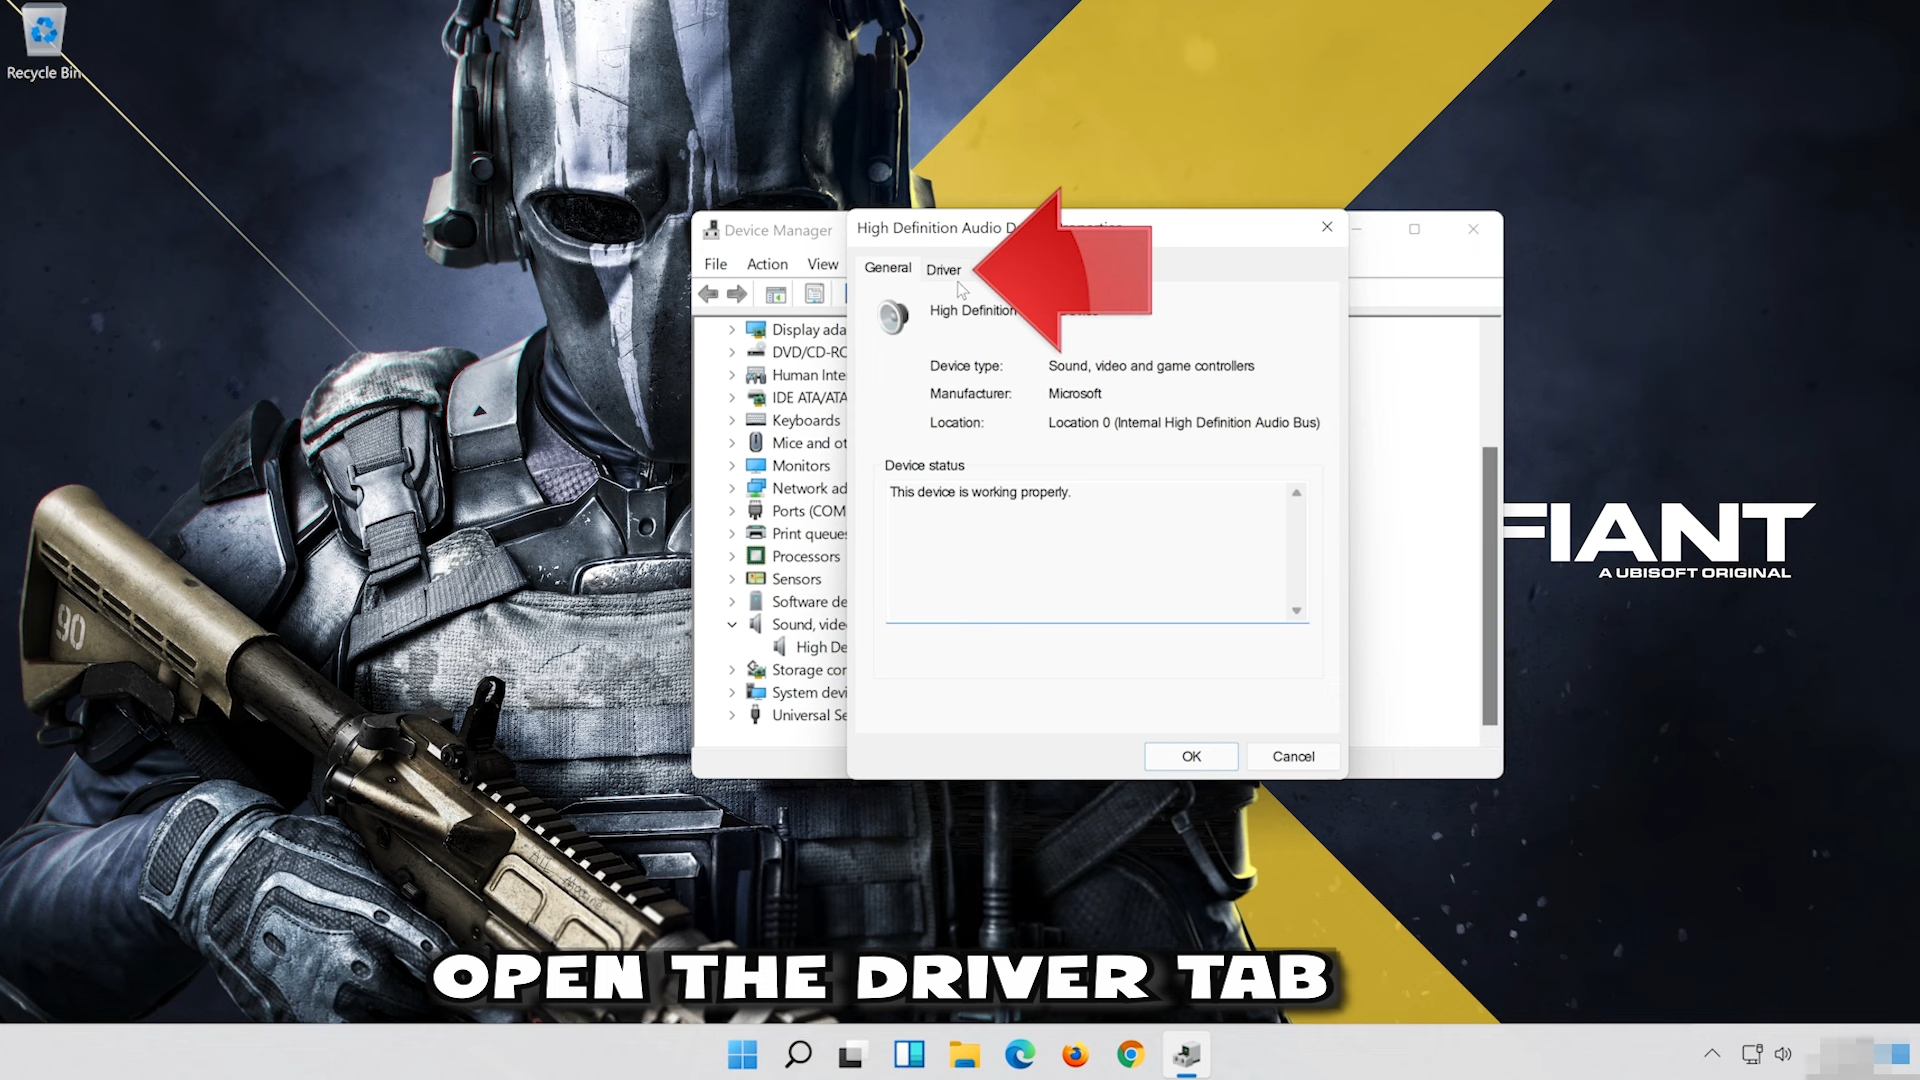 Recycle Bin
Device Manager
High Definition Audio D
File Action View
General Driver
High Definition
Device type: Sound, video and game controllers
Manufacturer: Microsoft
Location: Location 0 (Internal High Definition Audio Bus)
Device status
This device is working properly.
Display ada
DVD/CD-RO
Human Inte
IDE ATA/ATA
Keyboards
Mice and ot
Monitors
Network ad
Ports (COM
Print queues
Processors
Sensors
Software de
Sound, vide
High De
Storage con
System devi
Universal Se
OK Cancel
FIANT
A UBISOFT ORIGINAL
90
OPEN THE DRIVER TAB